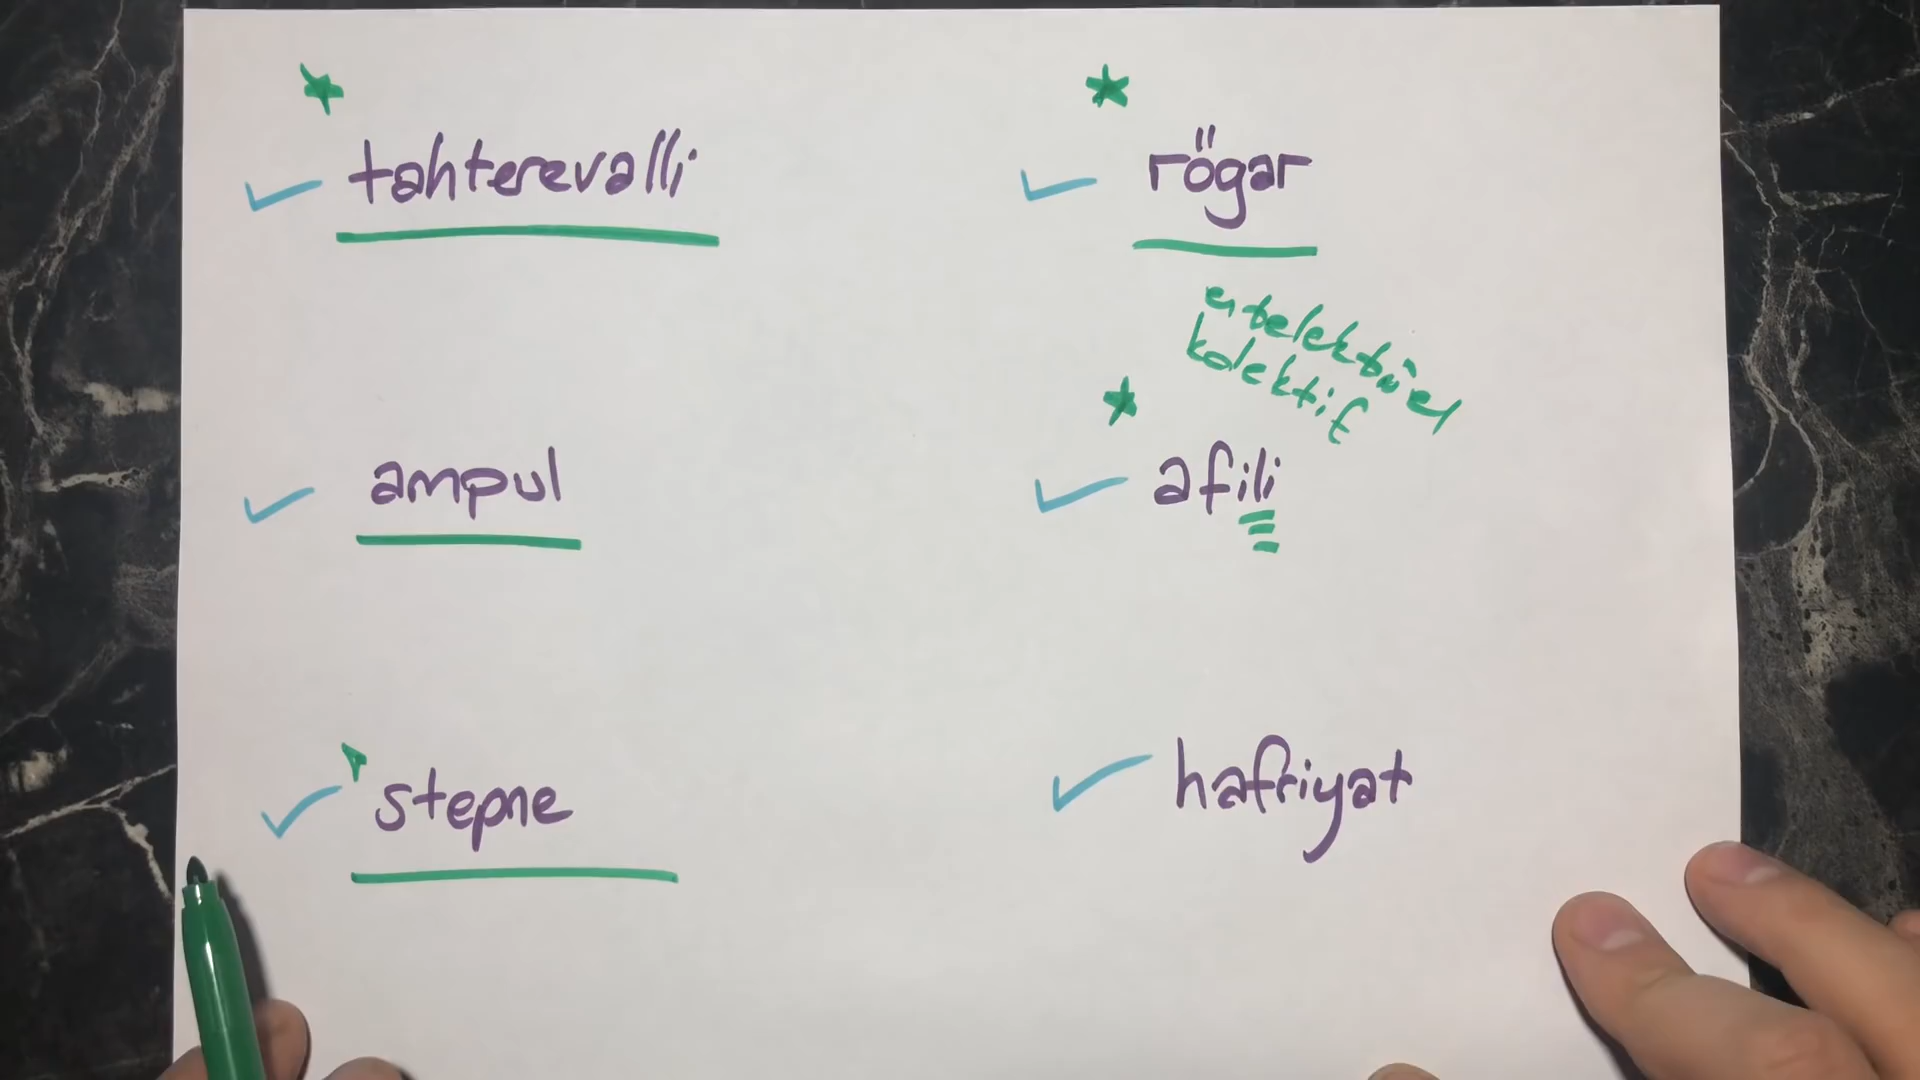 tahterevalli
rögar
entelektüel
kolektif
ampul
afili
stepne
hafriyat